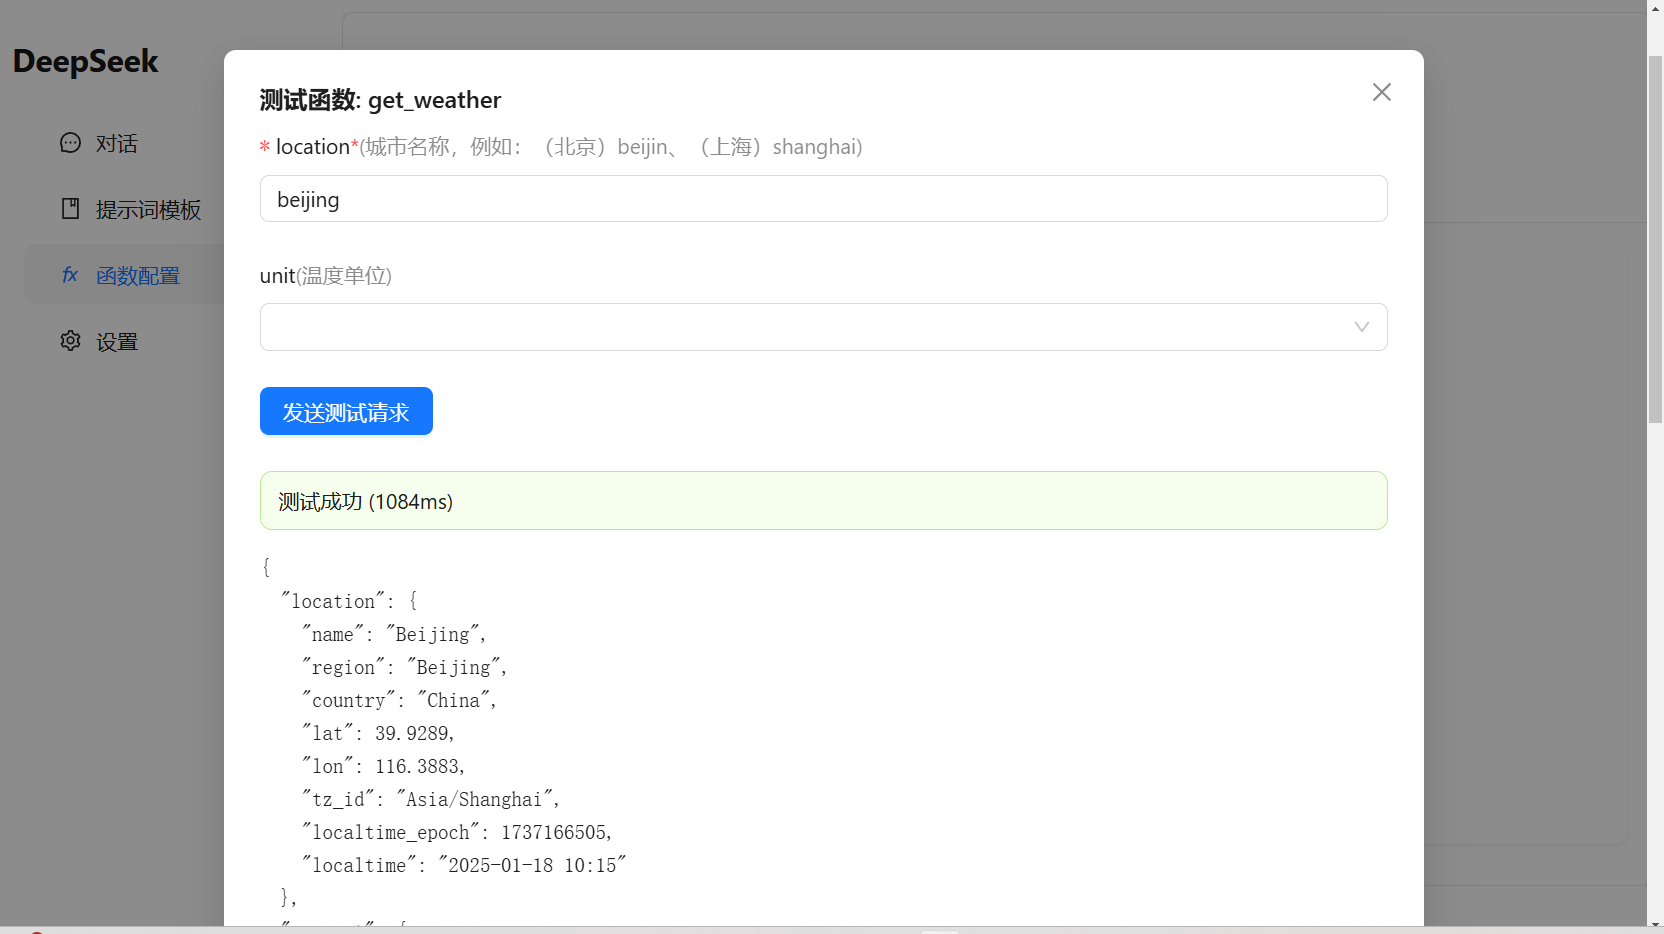 DeepSeek
对话
提示词模板
fx 函数配置
设置
测试函数: get_weather
* location*(城市名称，例如：（北京）beijin、（上海）shanghai)
beijing
unit(温度单位)
发送测试请求
测试成功 (1084ms)
{
"location": {
"name": "Beijing",
"region": "Beijing",
"country": "China",
"lat": 39.9289,
"lon": 116.3883,
"tz_id": "Asia/Shanghai",
"localtime_epoch": 1737166505,
"localtime": "2025-01-18 10:15"
},